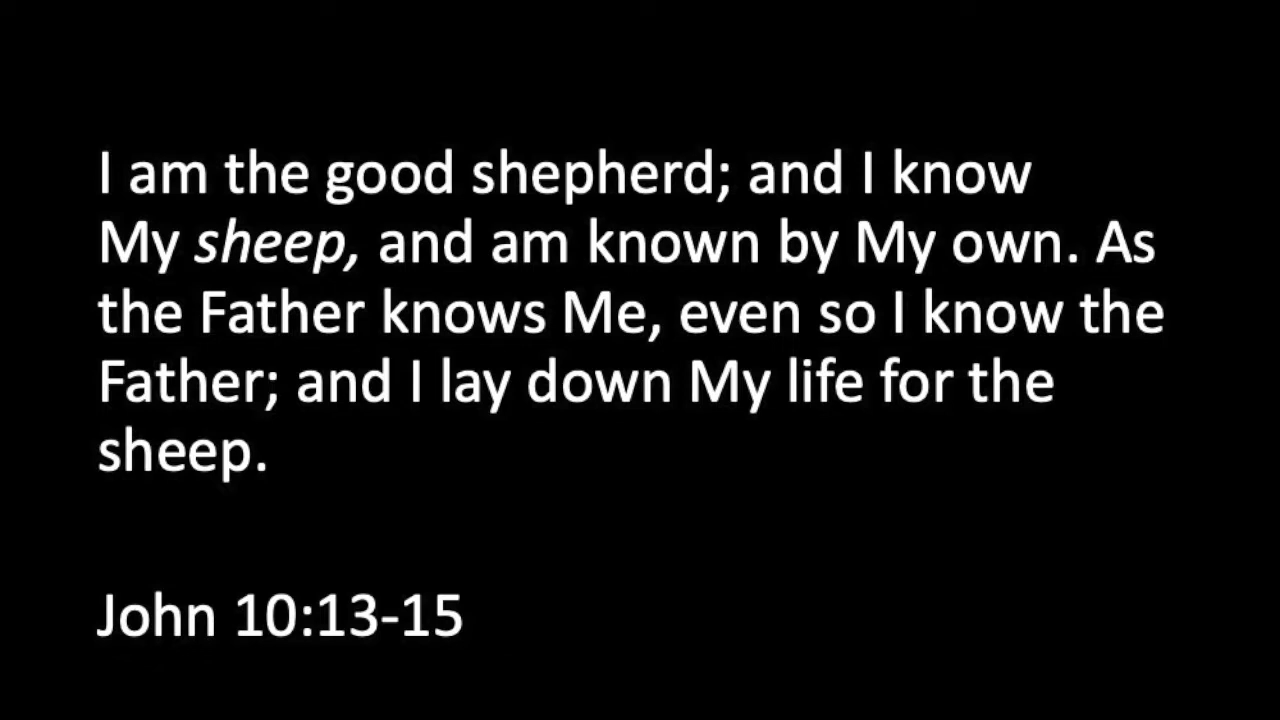 I am the good shepherd; and I know
My sheep, and am known by My own. As
the Father knows Me, even so I know the
Father; and I lay down My life for the
sheep.
John 10:13-15